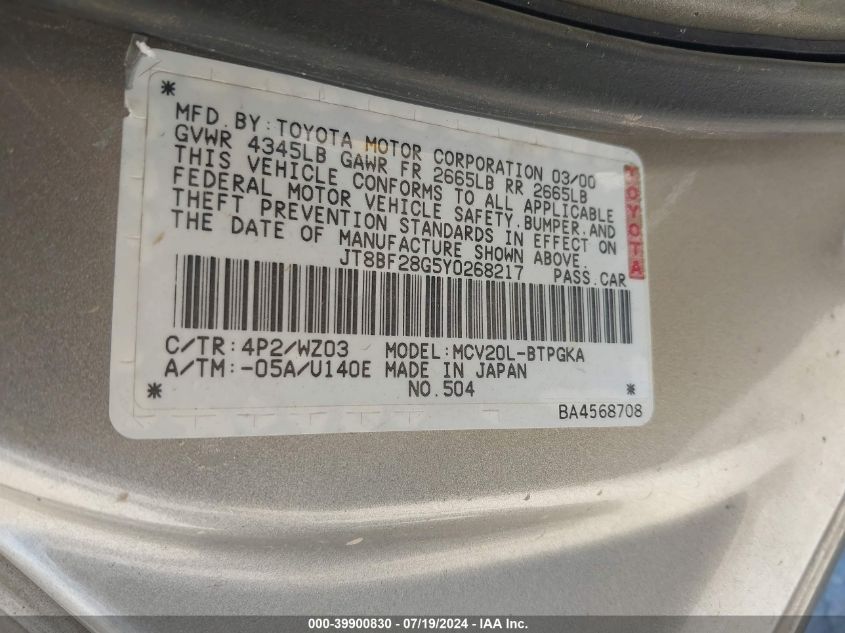 *
MFD.BY:TOYOTA MOTOR CORPORATION 03/00
GVWR 4345LB GAWR FR 2665LB RR 2665LB
THIS VEHICLE CONFORMS TO ALL APPLICABLE
FEDERAL MOTOR VEHICLE SAFETY,BUMPER,AND
THEFT PREVENTION STANDARDS IN EFFECT ON
THE DATE OF MANUFACTURE SHOWN ABOVE.
JT8BF28G5Y0268217 PASS.CAR
TOYOTA
C/TR:4P2/WZ03 MODEL:MCV20L-BTPGKA
A/TM:-05A/U140E MADE IN JAPAN
* NO.504 *
BA4568708
000-39900830 - 07/19/2024 - IAA Inc.